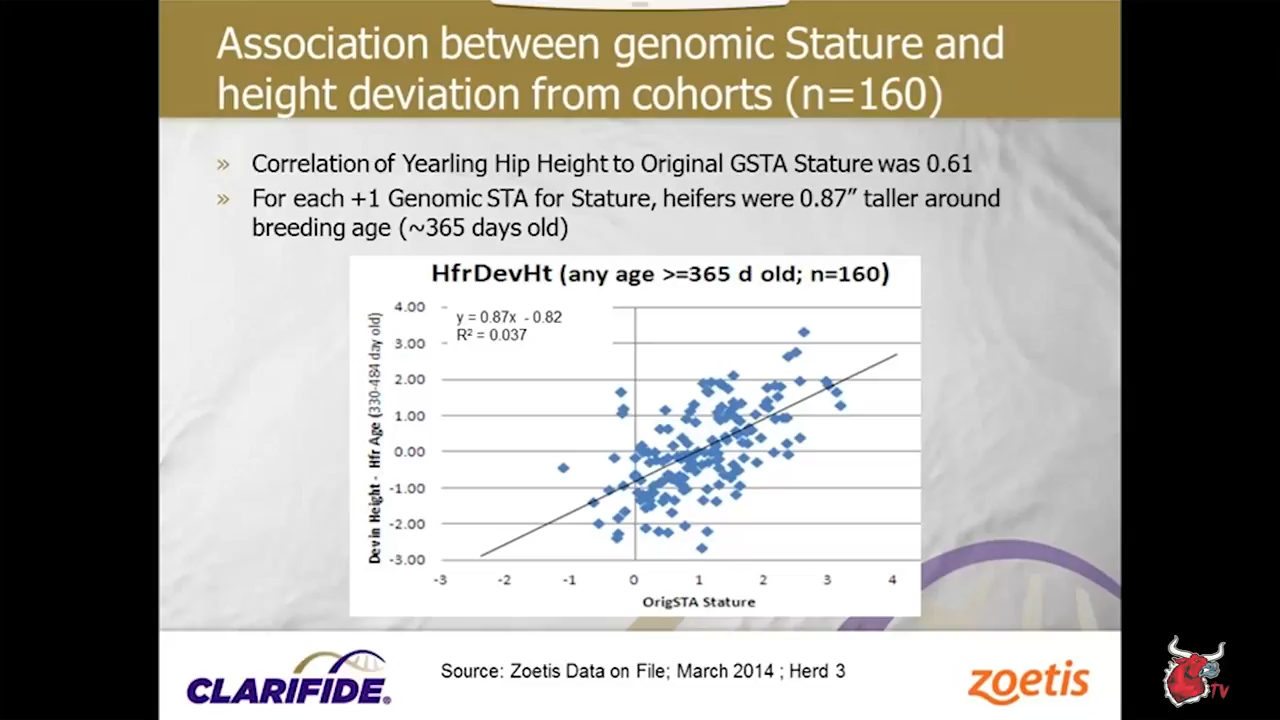 Association between genomic Stature and
height deviation from cohorts (n=160)
» Correlation of Yearling Hip Height to Original GSTA Stature was 0.61
» For each +1 Genomic STA for Stature, heifers were 0.87” taller around
breeding age (~365 days old)
HfrDevHt (any age >=365 d old; n=160)
y = 0.87x - 0.82
R² = 0.037
Dev in Height - Hfr Age (330-484 day old)
4.00
3.00
2.00
1.00
0.00
-1.00
-2.00
-3.00
-3 -2 -1 0 1 2 3 4
OrigSTA Stature
CLARIFIDE®
Source: Zoetis Data on File; March 2014 ; Herd 3
zoetis
TV